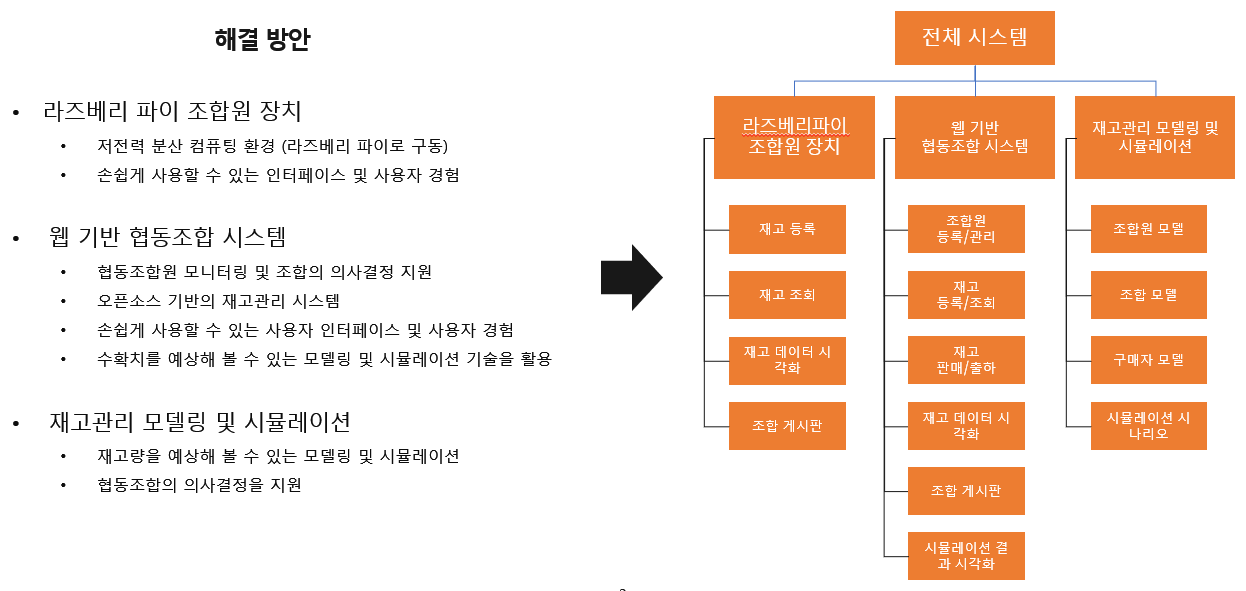 해결 방안
• 라즈베리 파이 조합원 장치
• 저전력 분산 컴퓨팅 환경 (라즈베리 파이로 구동)
• 손쉽게 사용할 수 있는 인터페이스 및 사용자 경험
• 웹 기반 협동조합 시스템
• 협동조합원 모니터링 및 조합의 의사결정 지원
• 오픈소스 기반의 재고관리 시스템
• 손쉽게 사용할 수 있는 사용자 인터페이스 및 사용자 경험
• 수확치를 예상해 볼 수 있는 모델링 및 시뮬레이션 기술을 활용
• 재고관리 모델링 및 시뮬레이션
• 재고량을 예상해 볼 수 있는 모델링 및 시뮬레이션
• 협동조합의 의사결정을 지원
전체 시스템
라즈베리파이
조합원 장치
재고 등록
재고 조회
재고 데이터 시
각화
조합 게시판
웹 기반
협동조합 시스템
조합원
등록/관리
재고
등록/조회
재고
판매/출하
재고 데이터 시
각화
조합 게시판
시뮬레이션 결
과 시각화
재고관리 모델링 및
시뮬레이션
조합원 모델
조합 모델
구매자 모델
시뮬레이션 시
나리오